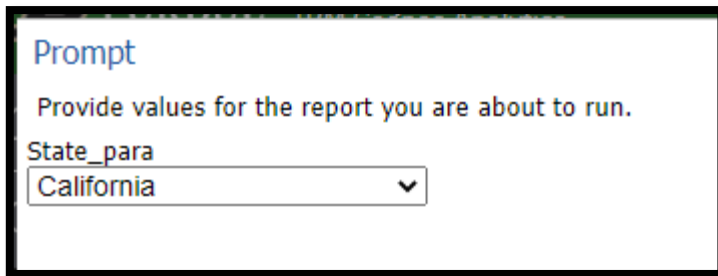 Prompt
Provide values for the report you are about to run.
State_para
California